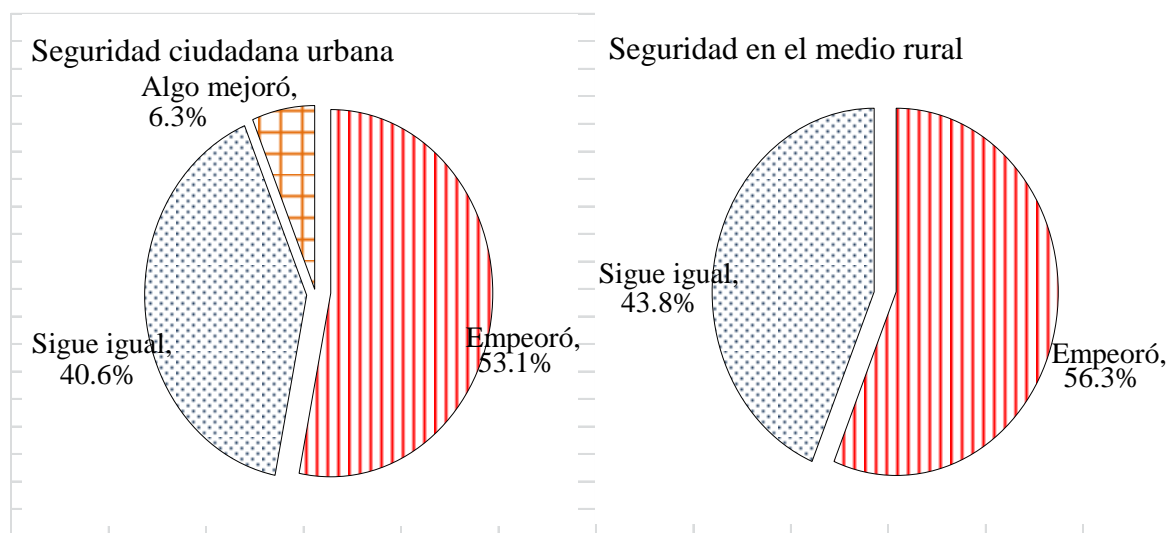 Seguridad ciudadana urbana
Algo mejoró,
6.3%
Sigue igual,
40.6%
Empeoró,
53.1%
Seguridad en el medio rural
Sigue igual,
43.8%
Empeoró,
56.3%